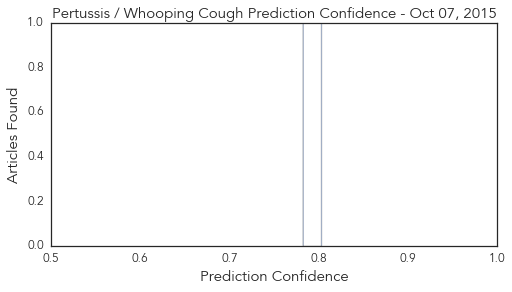 Pertussis / Whooping Cough Prediction Confidence - Oct 07, 2015
1.0
0.8
0.6
0.4
0.2
0.0
Articles Found
0.5 0.6 0.7 0.8 0.9 1.0
Prediction Confidence